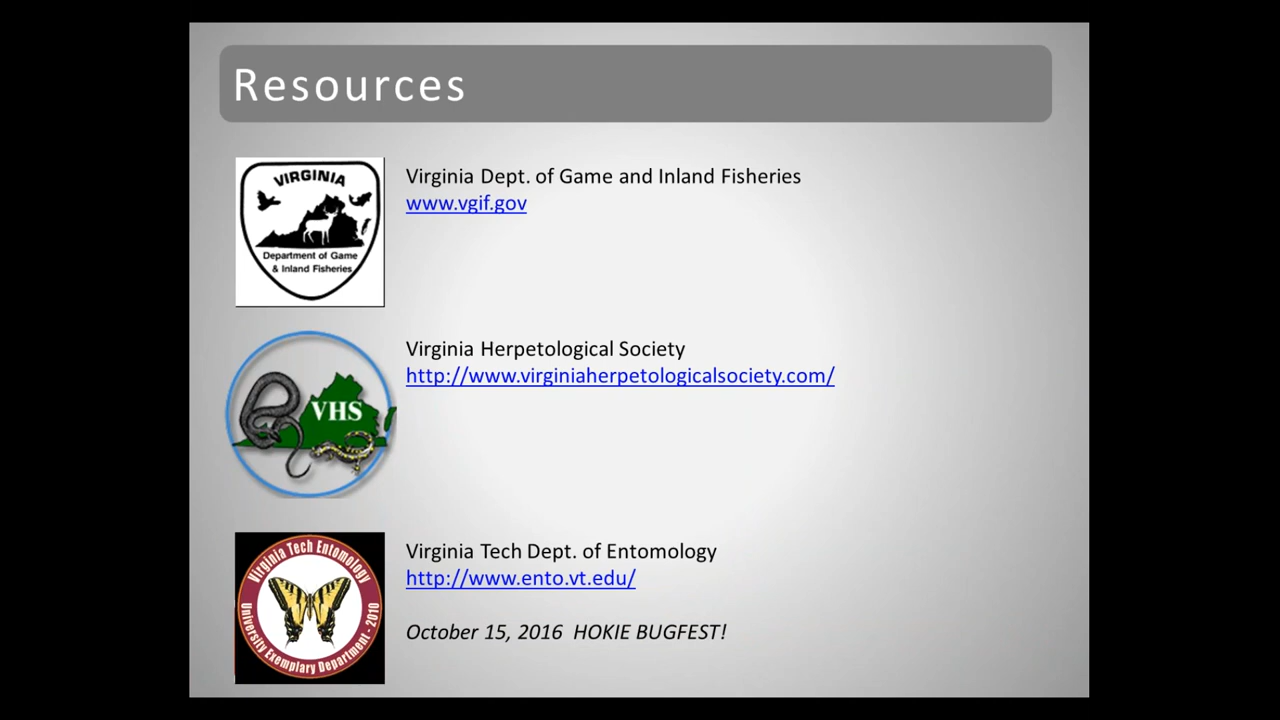 Resources
VIRGINIA
Department of Game
& Inland Fisheries
Virginia Dept. of Game and Inland Fisheries
www.vgif.gov
VHS
Virginia Herpetological Society
http://www.virginiaherpetologicalsociety.com/
Virginia Tech Entomology
University Exemplary Department - 2010
Virginia Tech Dept. of Entomology
http://www.ento.vt.edu/
October 15, 2016 HOKIE BUGFEST!